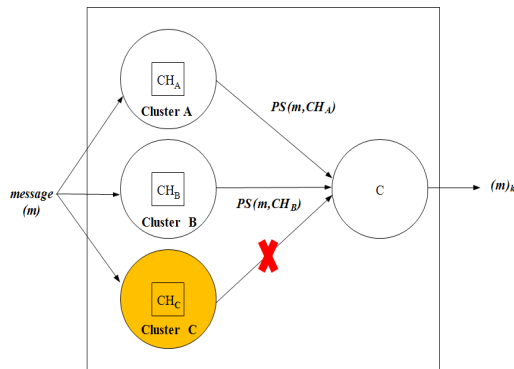 CH_A
Cluster A
PS(m,CH_A)
message
(m)
CH_B
Cluster B
PS(m,CH_B)
C
(m)_k
CH_C
Cluster C